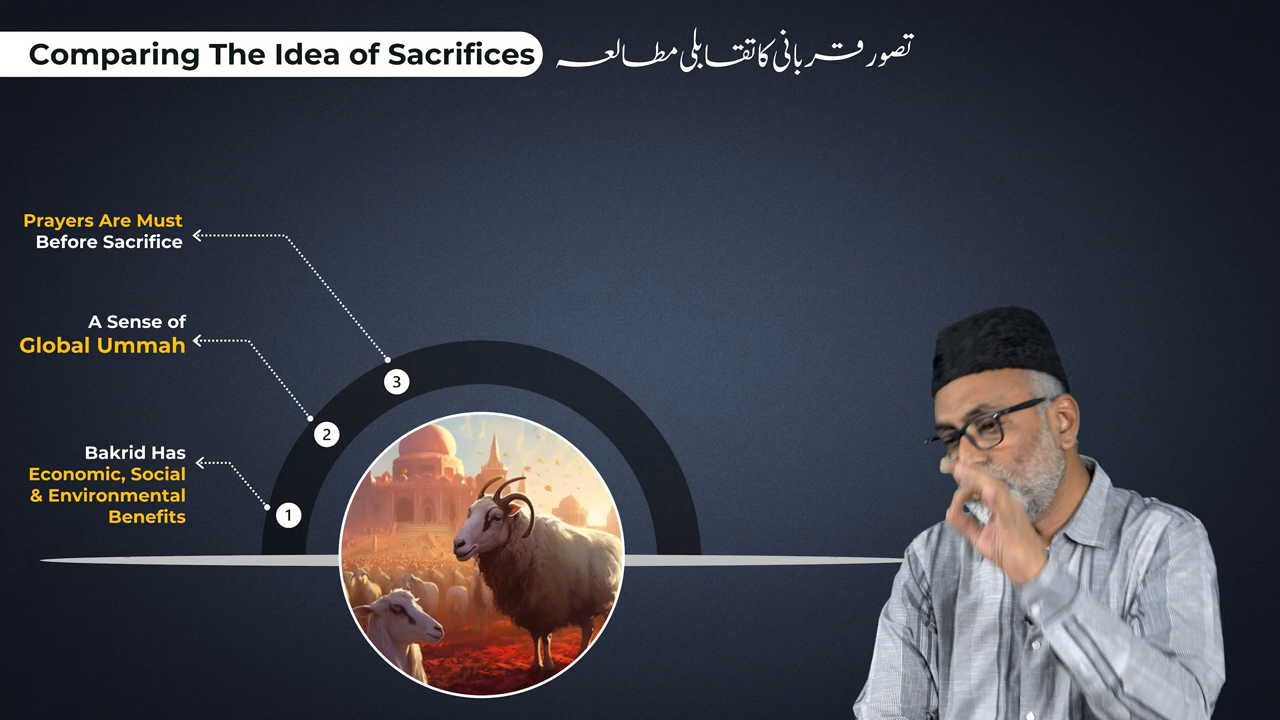 Comparing The Idea of Sacrifices
تصور قربانی کا تقابلی مطالعہ
Prayers Are Must
Before Sacrifice
A Sense of
Global Ummah
Bakrid Has
Economic, Social
& Environmental
Benefits
3
2
1